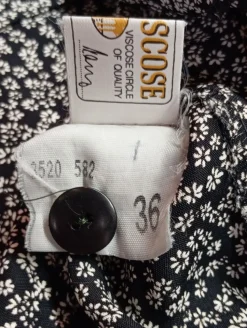 SCOSE
VISCOSE CIRCLE
OF QUALITY
3520 582
36